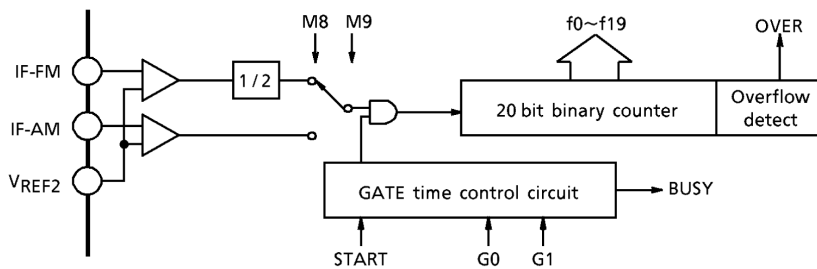 M8 M9
f0~f19
OVER
IF-FM
1/2
IF-AM
20 bit binary counter
Overflow
detect
VREF2
GATE time control circuit
BUSY
START G0 G1